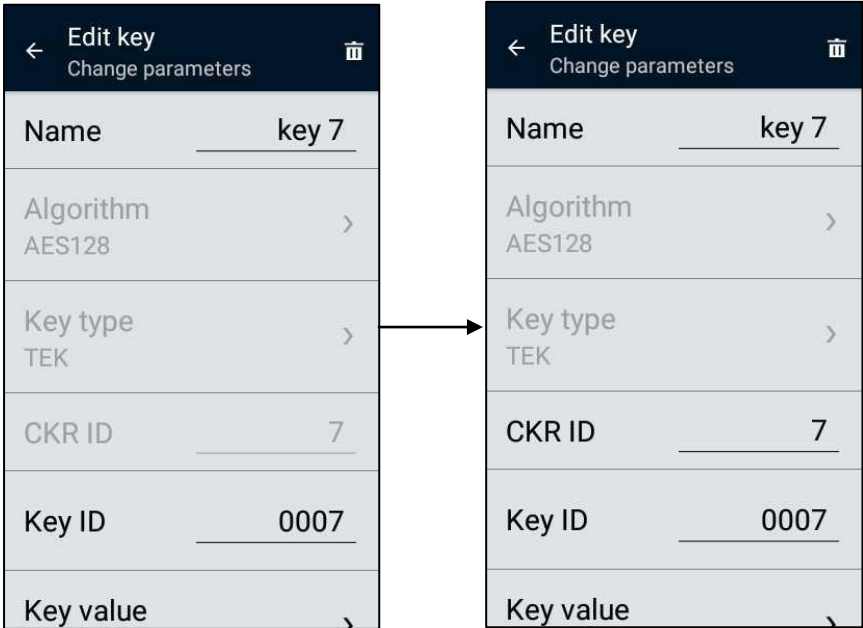 Edit key
Change parameters
Name key 7
Algorithm
AES128
Key type
TEK
CKR ID 7
Key ID 0007
Key value
Edit key
Change parameters
Name key 7
Algorithm
AES128
Key type
TEK
CKR ID 7
Key ID 0007
Key value